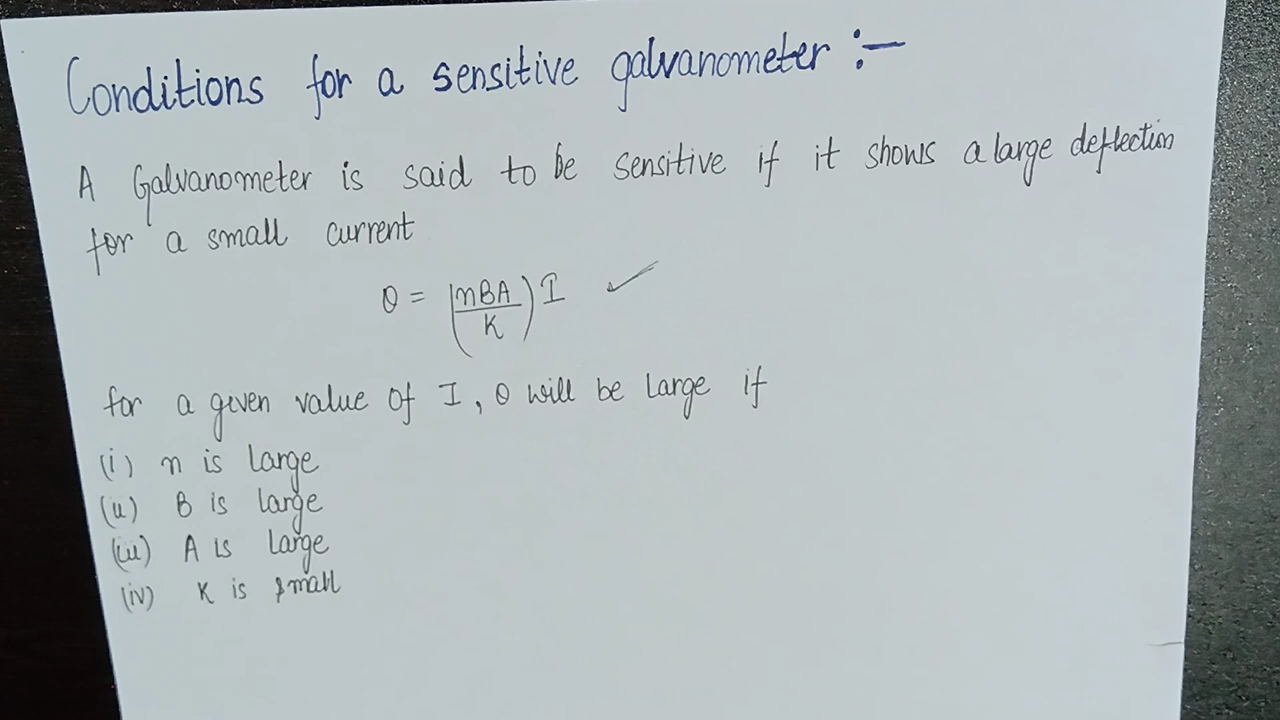 Conditions for a sensitive galvanometer :-
A Galvanometer is said to be sensitive if it shows a large deflection
for a small current
θ = (nBA/K) I ✓
for a given value of I, θ will be large if
(i) n is large
(ii) B is large
(iii) A is large
(iv) K is small